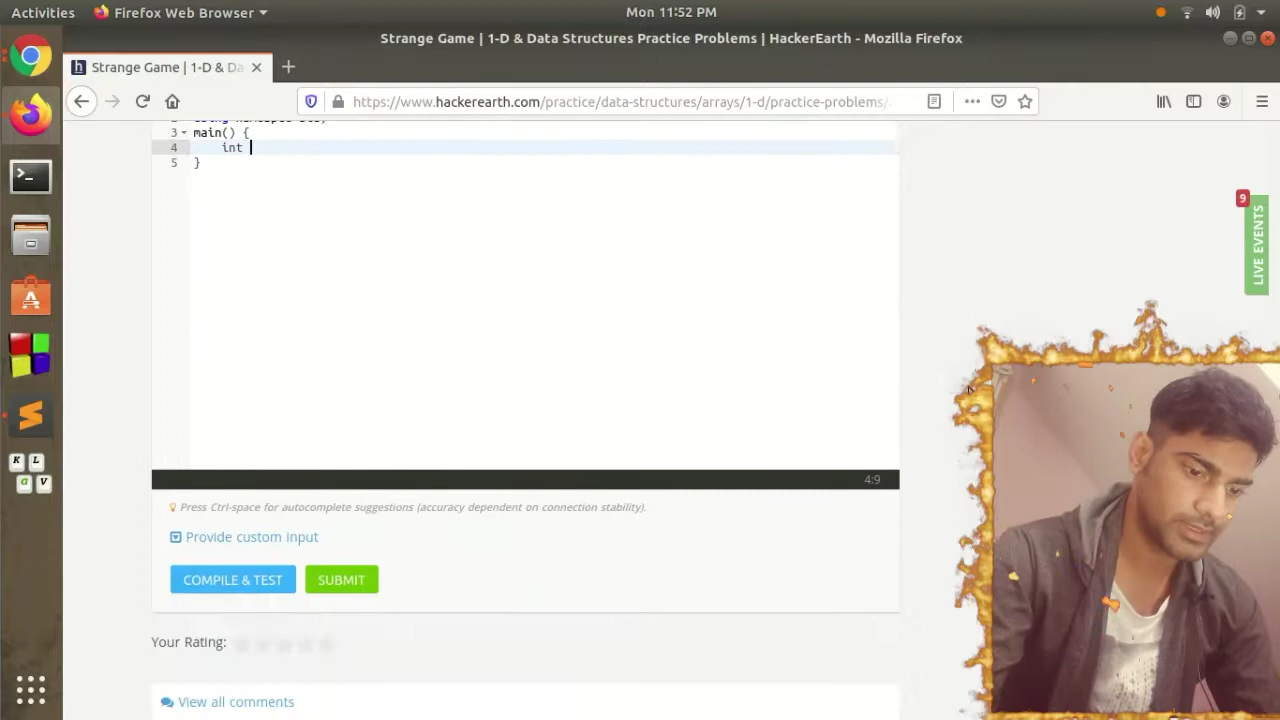 Activities Firefox Web Browser Mon 11:52 PM
Strange Game | 1-D & Data Structures Practice Problems | HackerEarth - Mozilla Firefox
Strange Game | 1-D & Da
https://www.hackerearth.com/practice/data-structures/arrays/1-d/practice-problems/
2
3 main() {
4 int
5 }
9
LIVE EVENTS
4:9
Press Ctrl-space for autocomplete suggestions (accuracy dependent on connection stability).
Provide custom input
COMPILE & TEST SUBMIT
Your Rating:
View all comments
K L
a V